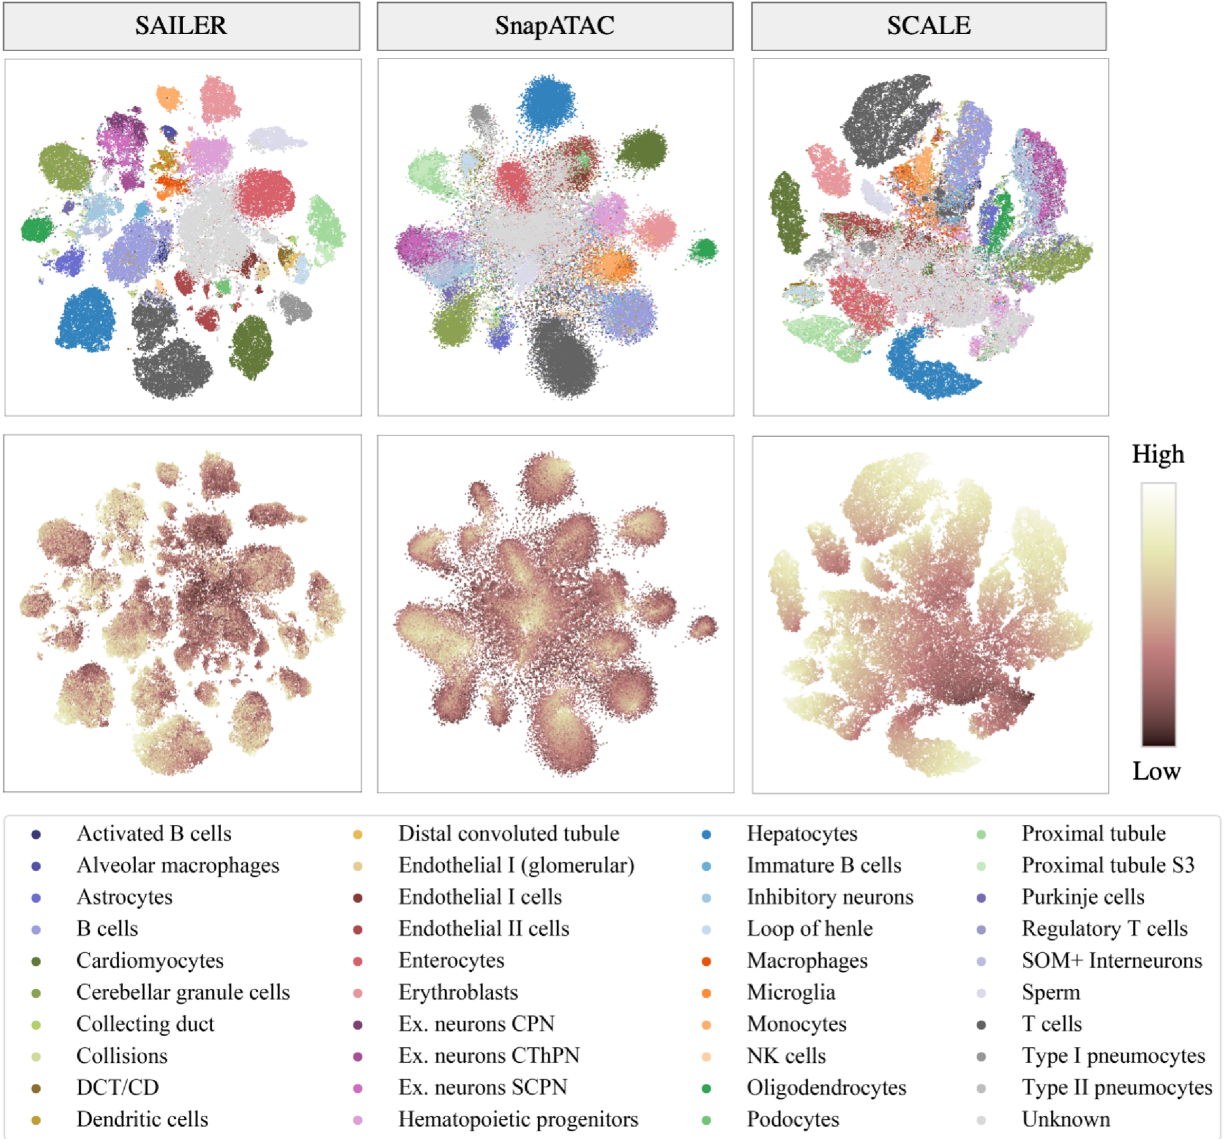 SAILER SnapATAC SCALE
High
Low
Activated B cells Distal convoluted tubule Hepatocytes Proximal tubule
Alveolar macrophages Endothelial I (glomerular) Immature B cells Proximal tubule S3
Astrocytes Endothelial I cells Inhibitory neurons Purkinje cells
B cells Endothelial II cells Loop of henle Regulatory T cells
Cardiomyocytes Enterocytes Macrophages SOM+ Interneurons
Cerebellar granule cells Erythroblasts Microglia Sperm
Collecting duct Ex. neurons CPN Monocytes T cells
Collisions Ex. neurons CThPN NK cells Type I pneumocytes
DCT/CD Ex. neurons SCPN Oligodendrocytes Type II pneumocytes
Dendritic cells Hematopoietic progenitors Podocytes Unknown